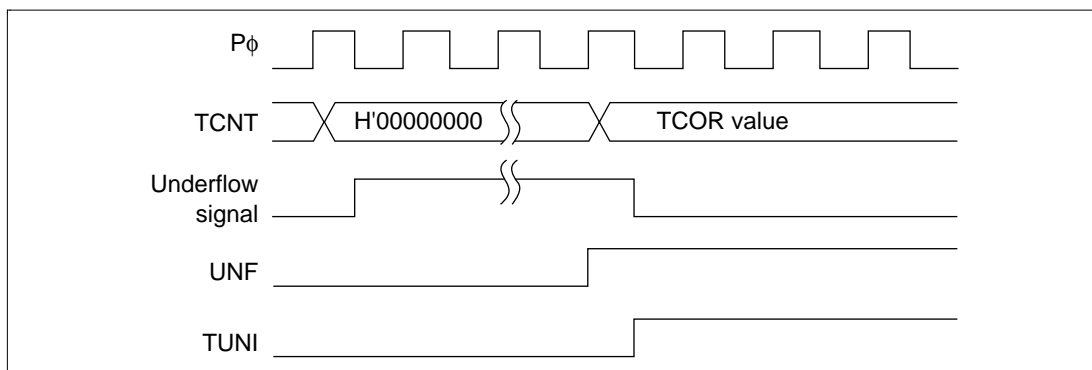 Pϕ
TCNT H'00000000 TCOR value
Underflow
signal
UNF
TUNI